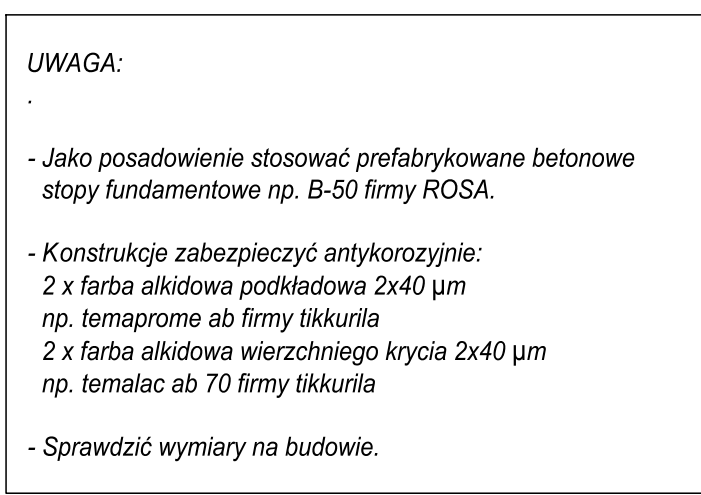 UWAGA:
.
- Jako posadowienie stosować prefabrykowane betonowe
stopy fundamentowe np. B-50 firmy ROSA.
- Konstrukcje zabezpieczyć antykorozyjnie:
2 x farba alkidowa podkładowa 2x40 µm
np. temaprome ab firmy tikkurila
2 x farba alkidowa wierzchniego krycia 2x40 µm
np. temalac ab 70 firmy tikkurila
- Sprawdzić wymiary na budowie.